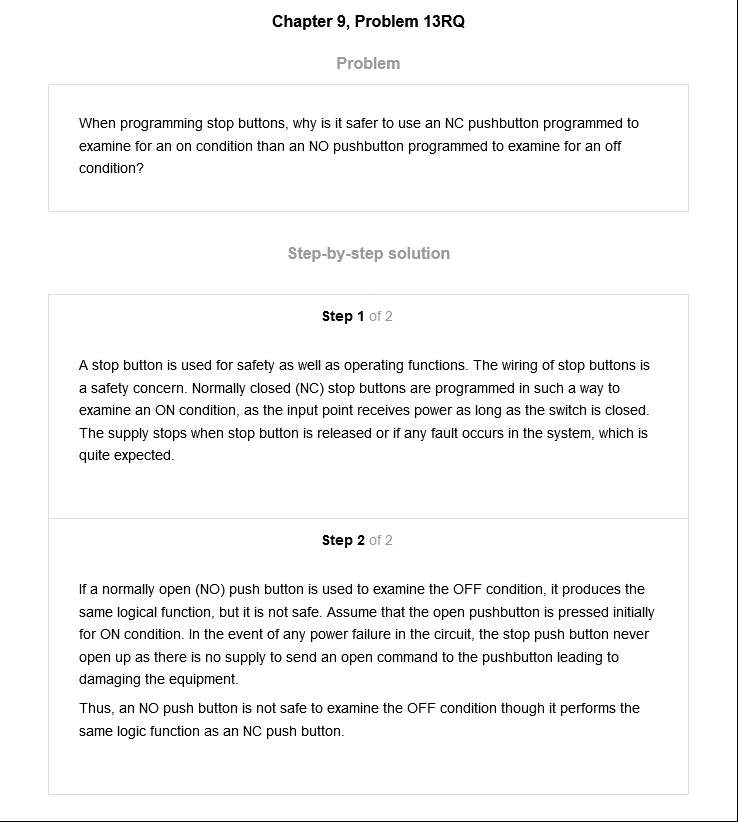 Chapter 9, Problem 13RQ
Problem
When programming stop buttons, why is it safer to use an NC pushbutton programmed to
examine for an on condition than an NO pushbutton programmed to examine for an off
condition?
Step-by-step solution
Step 1 of 2
A stop button is used for safety as well as operating functions. The wiring of stop buttons is
a safety concern. Normally closed (NC) stop buttons are programmed in such a way to
examine an ON condition, as the input point receives power as long as the switch is closed.
The supply stops when stop button is released or if any fault occurs in the system, which is
quite expected.
Step 2 of 2
If a normally open (NO) push button is used to examine the OFF condition, it produces the
same logical function, but it is not safe. Assume that the open pushbutton is pressed initially
for ON condition. In the event of any power failure in the circuit, the stop push button never
open up as there is no supply to send an open command to the pushbutton leading to
damaging the equipment.
Thus, an NO push button is not safe to examine the OFF condition though it performs the
same logic function as an NC push button.